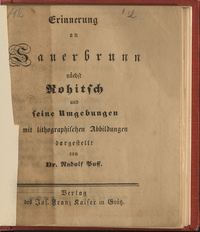 Erinnerung
an
Sauerbrunn
nächst
Rohitsch
und
seine Umgebungen
mit lithographischen Abbildungen
dargestellt
von
Dr. Rudolf Puff.
Verlag
des Jos. Franz Kaiser in Grätz.